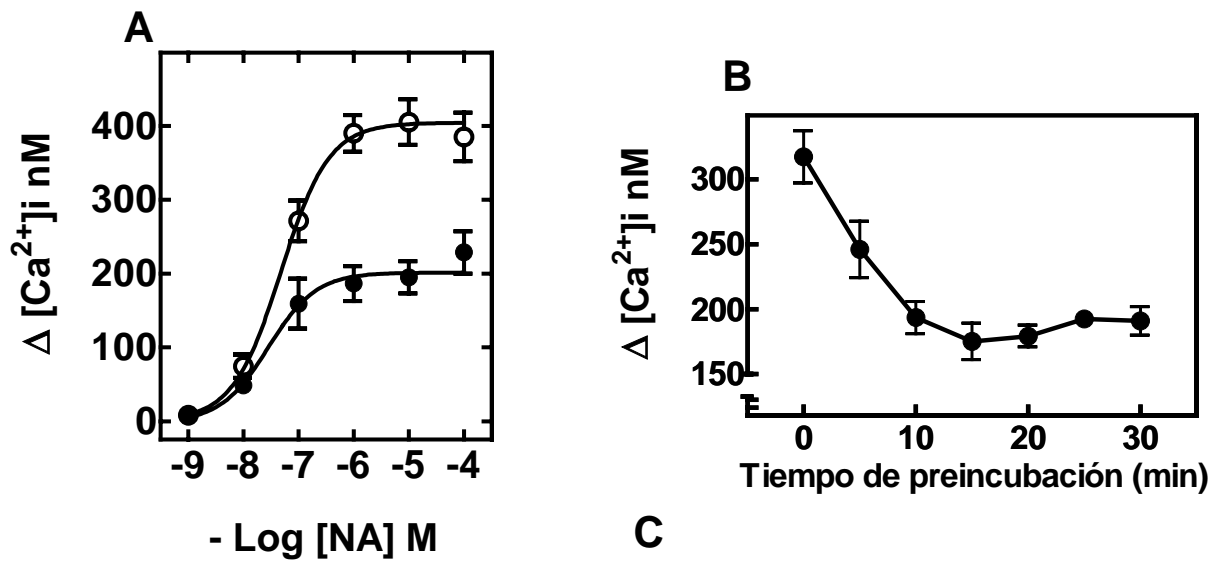 A
Δ [Ca2+]i nM
400
300
200
100
0
-9 -8 -7 -6 -5 -4
- Log [NA] M
B
Δ [Ca2+]i nM
300
250
200
150
0 10 20 30
Tiempo de preincubación (min)
C